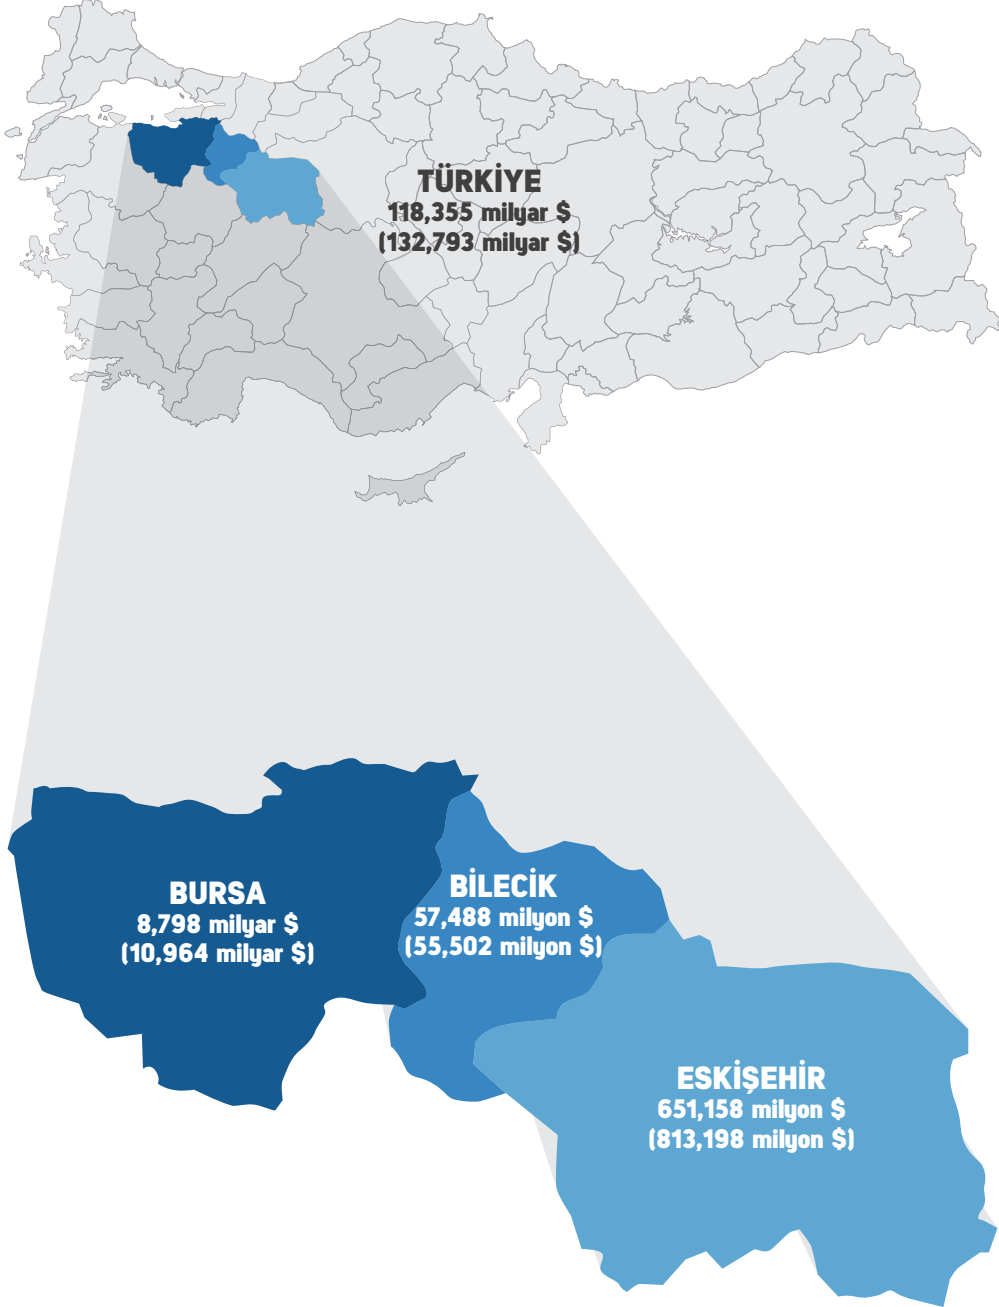 TÜRKİYE
118,355 milyar $
(132,793 milyar $)
BURSA
8,798 milyar $
(10,964 milyar $)
BİLECİK
57,488 milyon $
(55,502 milyon $)
ESKİŞEHİR
651,158 milyon $
(813,198 milyon $)